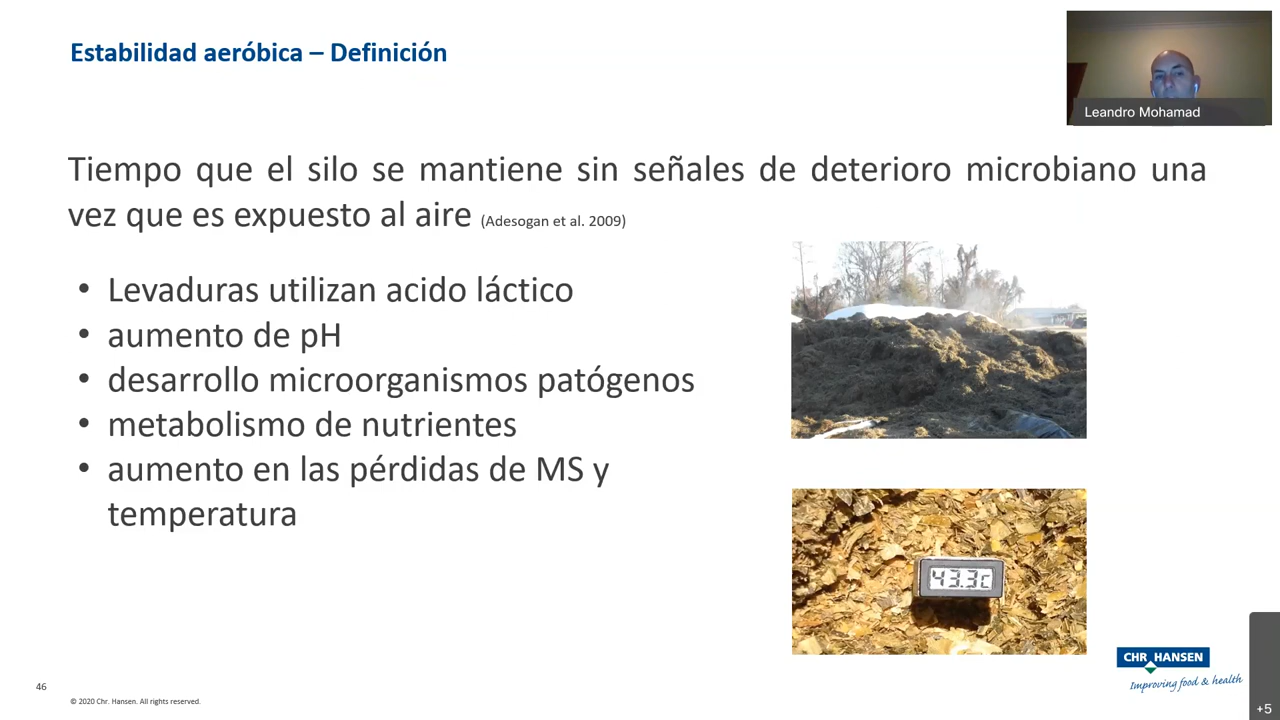 Estabilidad aeróbica – Definición
Leandro Mohamad
Tiempo que el silo se mantiene sin señales de deterioro microbiano una
vez que es expuesto al aire (Adesogan et al. 2009)
• Levaduras utilizan acido láctico
• aumento de pH
• desarrollo microorganismos patógenos
• metabolismo de nutrientes
• aumento en las pérdidas de MS y
temperatura
43.3c
CHR HANSEN
Improving food & health
46
© 2020 Chr. Hansen. All rights reserved.
+5